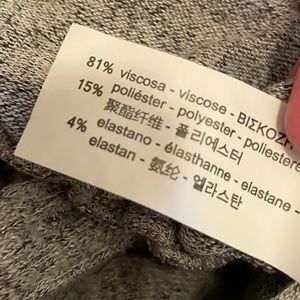 81% viscosa - viscose - ΒΙΣΚΟΖΗ
15% poliéster - polyester - poliestere
聚酯纤维 - 폴리에스터
4% elastano - élasthanne - elastane -
elastan - 氨纶 - 엘라스탄